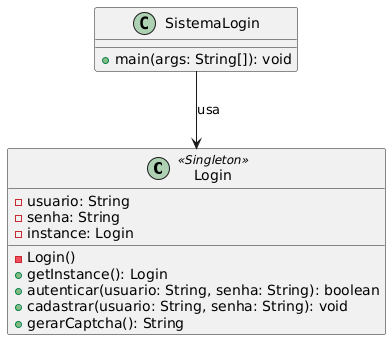 C SistemaLogin
main(args: String[]): void
usa
«Singleton»
C Login
usuario: String
senha: String
instance: Login
Login()
getInstance(): Login
autenticar(usuario: String, senha: String): boolean
cadastrar(usuario: String, senha: String): void
gerarCaptcha(): String